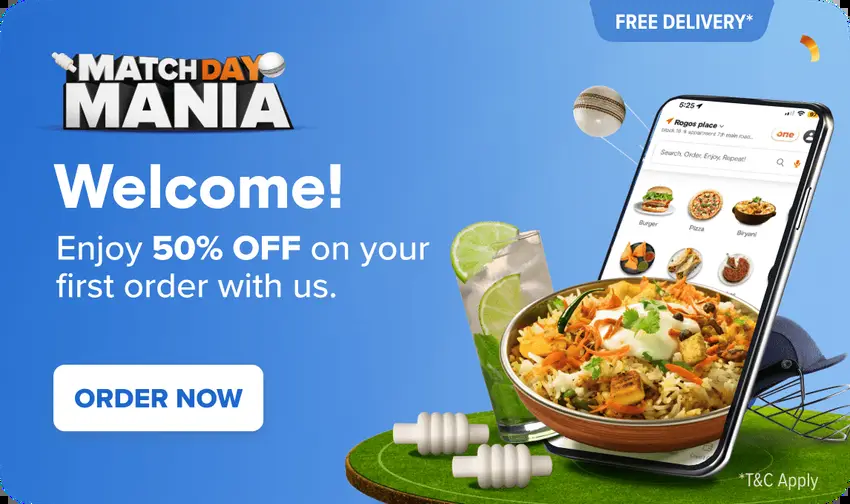 FREE DELIVERY*
MATCH DAY
MANIA
Welcome!
Enjoy 50% OFF on your
first order with us.
ORDER NOW
5:25
Rogos place
one
Search, Order, Enjoy, Repeat!
Burger
Pizza
Biryani
*T&C Apply